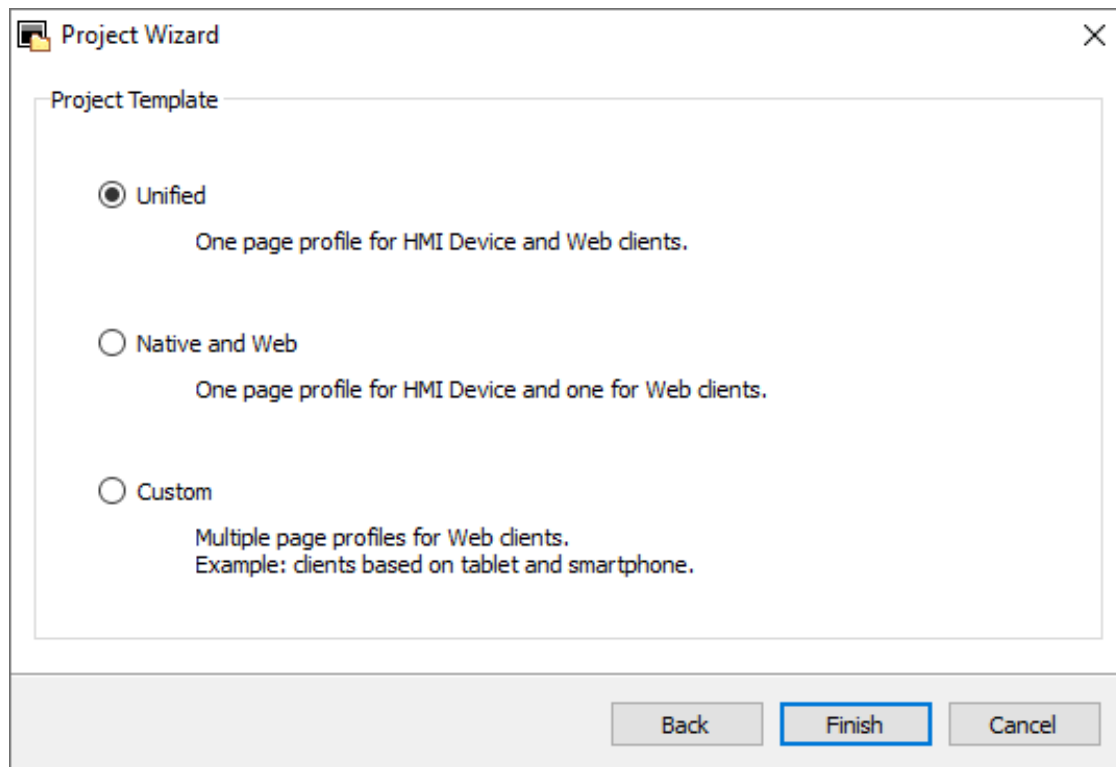 Project Wizard
Project Template
Unified
One page profile for HMI Device and Web clients.
Native and Web
One page profile for HMI Device and one for Web clients.
Custom
Multiple page profiles for Web clients.
Example: clients based on tablet and smartphone.
Back Finish Cancel